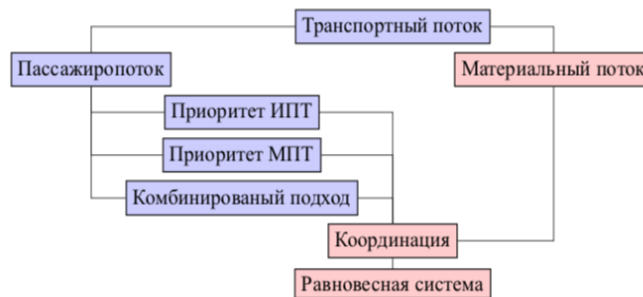 Транспортный поток
Пассажиропоток
Материальный поток
Приоритет ИПТ
Приоритет МПТ
Комбинированый подход
Координация
Равновесная система